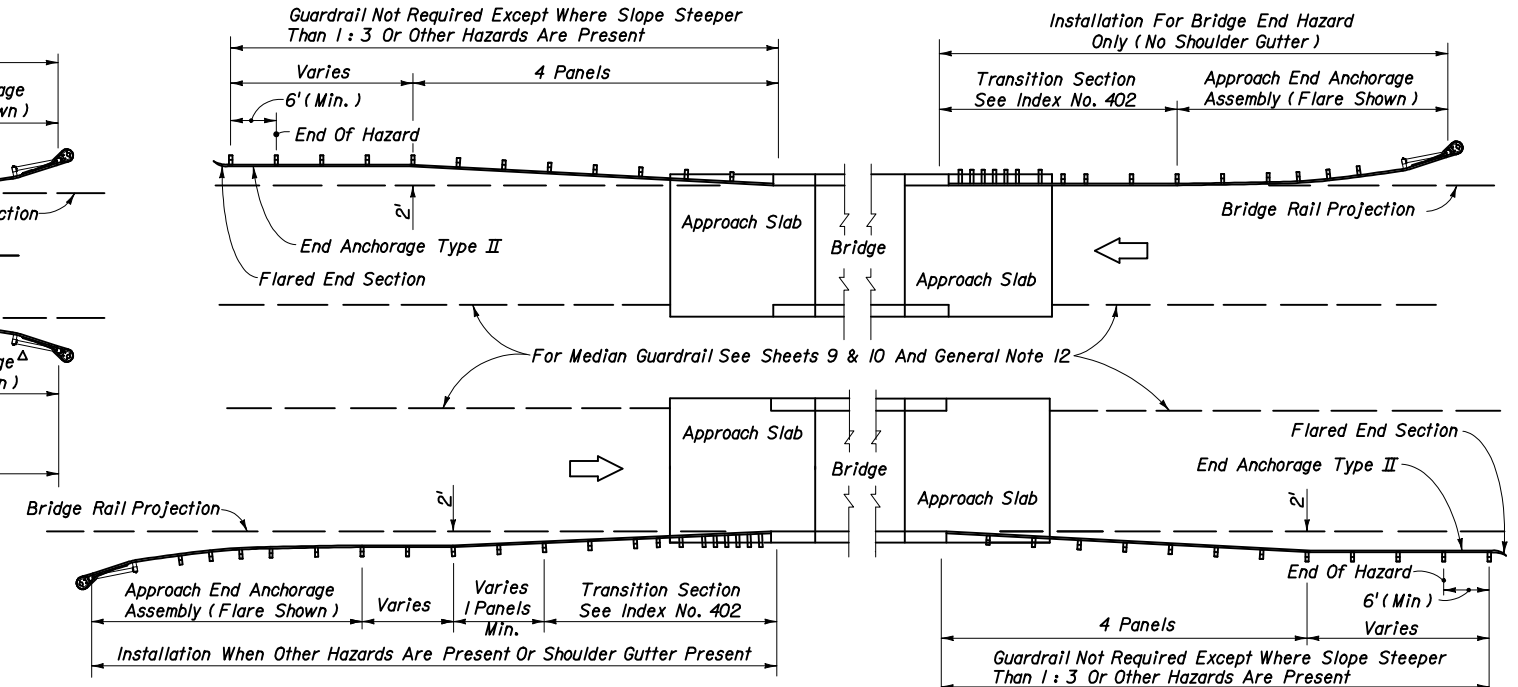 Guardrail Not Required Except Where Slope Steeper
Than 1 : 3 Or Other Hazards Are Present
Installation For Bridge End Hazard
Only ( No Shoulder Gutter )
Varies
4 Panels
Transition Section
See Index No. 402
Approach End Anchorage
Assembly ( Flare Shown )
6' ( Min. )
End Of Hazard
2'
End Anchorage Type II
Flared End Section
Approach Slab
Bridge
Approach Slab
Bridge Rail Projection
For Median Guardrail See Sheets 9 & 10 And General Note 12
Approach Slab
Bridge
Approach Slab
Flared End Section
End Anchorage Type II
Bridge Rail Projection
2'
2'
End Of Hazard
6' ( Min )
Approach End Anchorage
Assembly ( Flare Shown )
Varies
Varies
1 Panels
Min.
Transition Section
See Index No. 402
4 Panels
Varies
Installation When Other Hazards Are Present Or Shoulder Gutter Present
Guardrail Not Required Except Where Slope Steeper
Than 1 : 3 Or Other Hazards Are Present